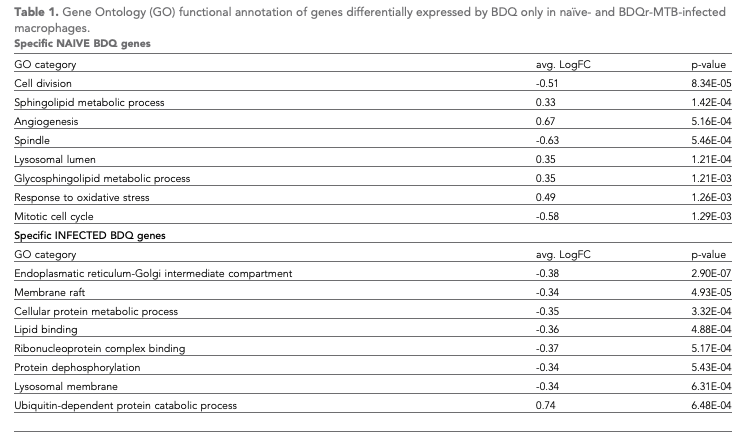 Table 1. Gene Ontology (GO) functional annotation of genes differentially expressed by BDQ only in naïve- and BDQr-MTB-infected
macrophages.
Specific NAIVE BDQ genes
GO category avg. LogFC p-value
Cell division -0.51 8.34E-05
Sphingolipid metabolic process 0.33 1.42E-04
Angiogenesis 0.67 5.16E-04
Spindle -0.63 5.46E-04
Lysosomal lumen 0.35 1.21E-04
Glycosphingolipid metabolic process 0.35 1.21E-03
Response to oxidative stress 0.49 1.26E-03
Mitotic cell cycle -0.58 1.29E-03
Specific INFECTED BDQ genes
GO category avg. LogFC p-value
Endoplasmatic reticulum-Golgi intermediate compartment -0.38 2.90E-07
Membrane raft -0.34 4.93E-05
Cellular protein metabolic process -0.35 3.32E-04
Lipid binding -0.36 4.88E-04
Ribonucleoprotein complex binding -0.37 5.17E-04
Protein dephosphorylation -0.34 5.43E-04
Lysosomal membrane -0.34 6.31E-04
Ubiquitin-dependent protein catabolic process 0.74 6.48E-04